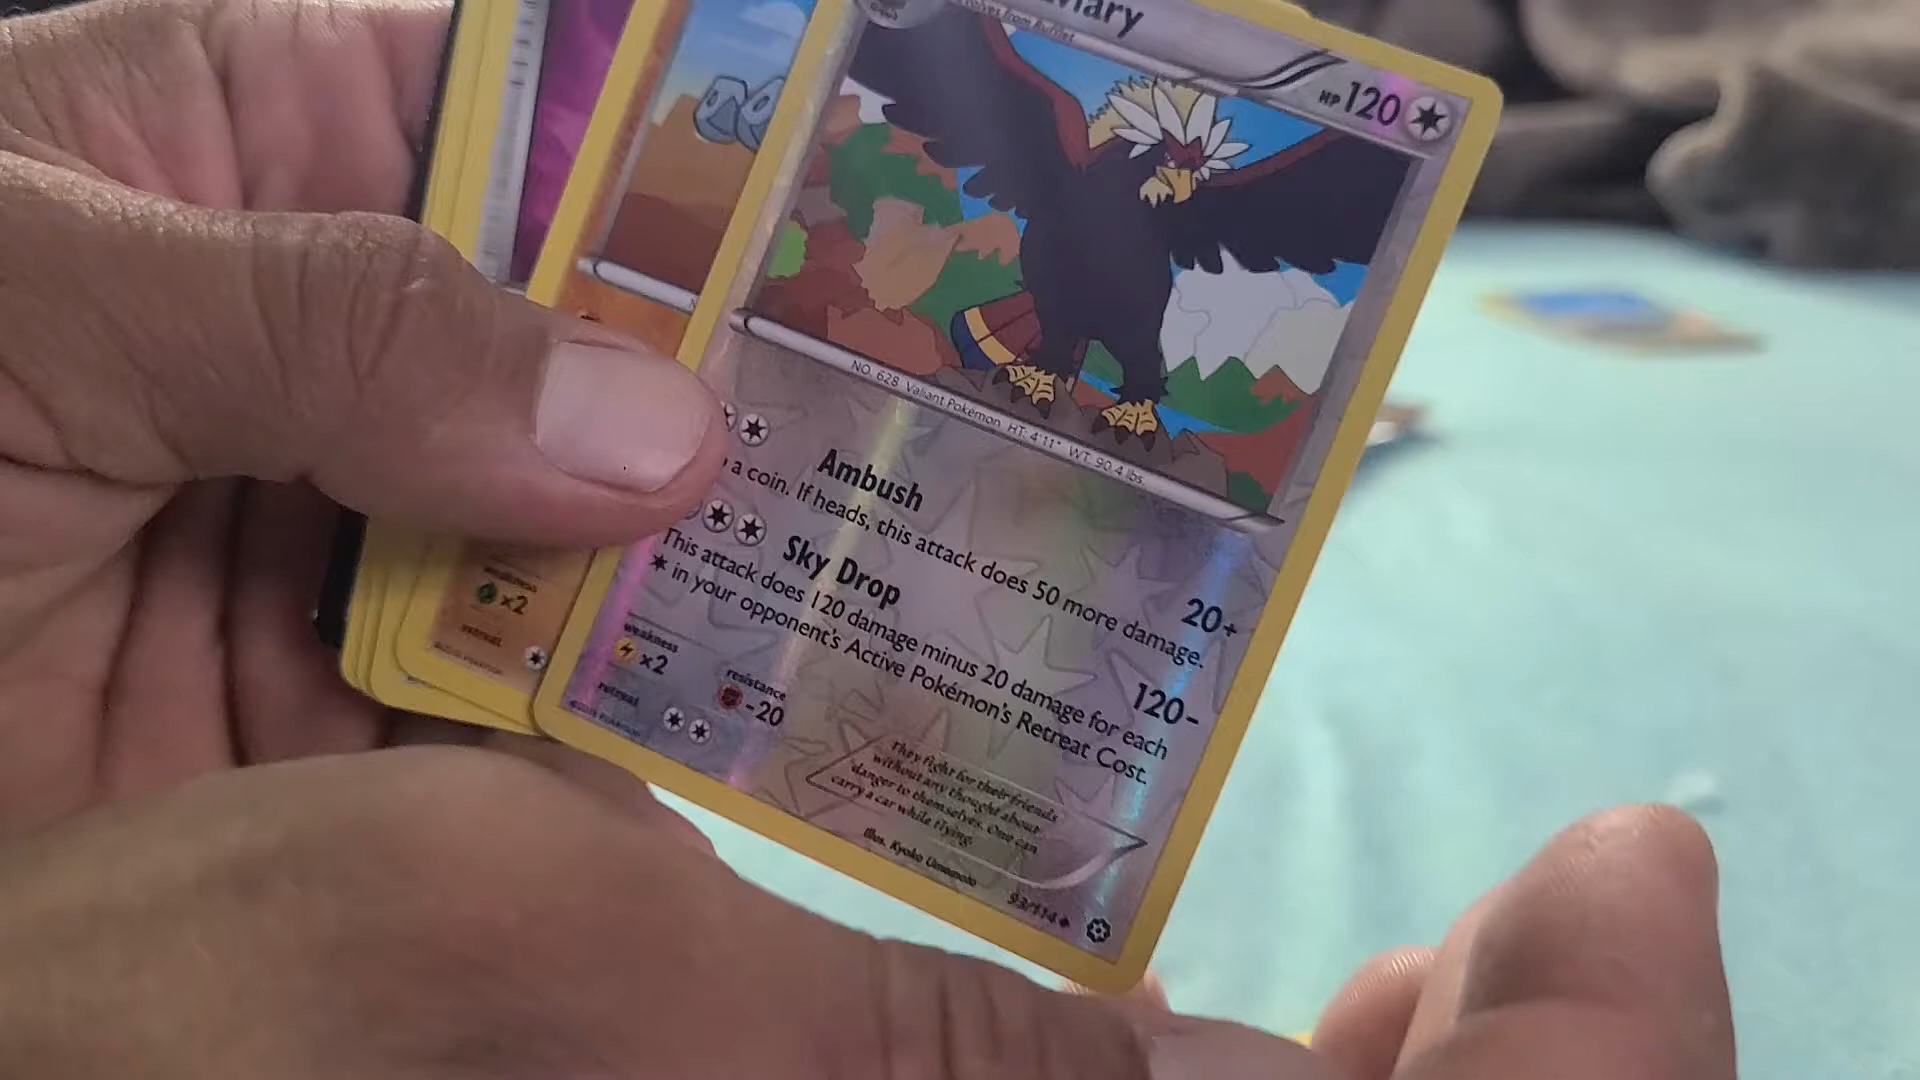 Evolves from Rufflet
HP 120
NO. 628 Valiant Pokémon HT: 4'11" WT: 90.4 lbs.
Ambush
20+
a coin. If heads, this attack does 50 more damage.
Sky Drop
120-
This attack does 120 damage minus 20 damage for each
in your opponent's Active Pokémon's Retreat Cost.
weakness
×2
resistance
-20
retreat
They fight for their friends
without any thought about
danger to themselves. One can
carry a car while flying.
Illus. Kyoko Umemoto
93/114
weakness
×2
retreat